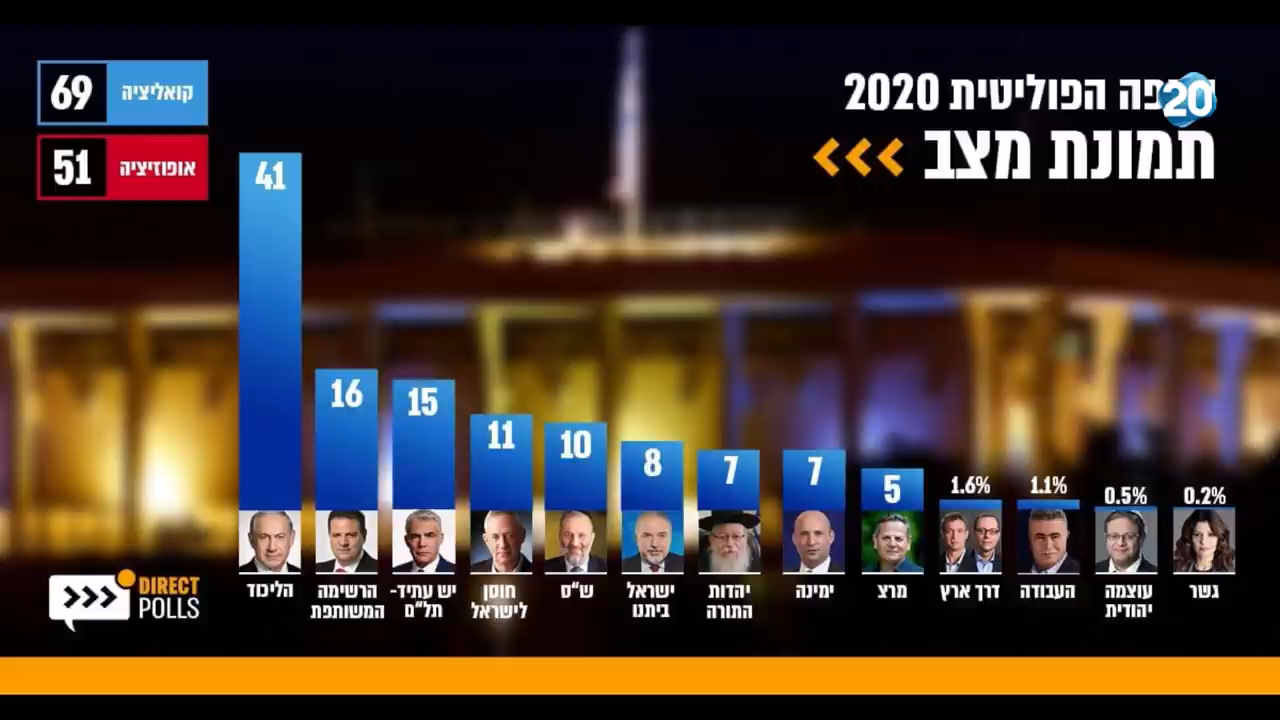 20
הפוליטית 2020
תמונת מצב
קואליציה 69
אופוזיציה 51
41
16
15
11
10
8
7
7
5
1.6%
1.1%
0.5%
0.2%
הליכוד
הרשימה
המשותפת
יש עתיד-
תל"ם
חוסן
לישראל
ש"ס
ישראל
ביתנו
יהדות
התורה
ימינה
מרצ
דרך ארץ
העבודה
עוצמה
יהודית
גשר
DIRECT
POLLS